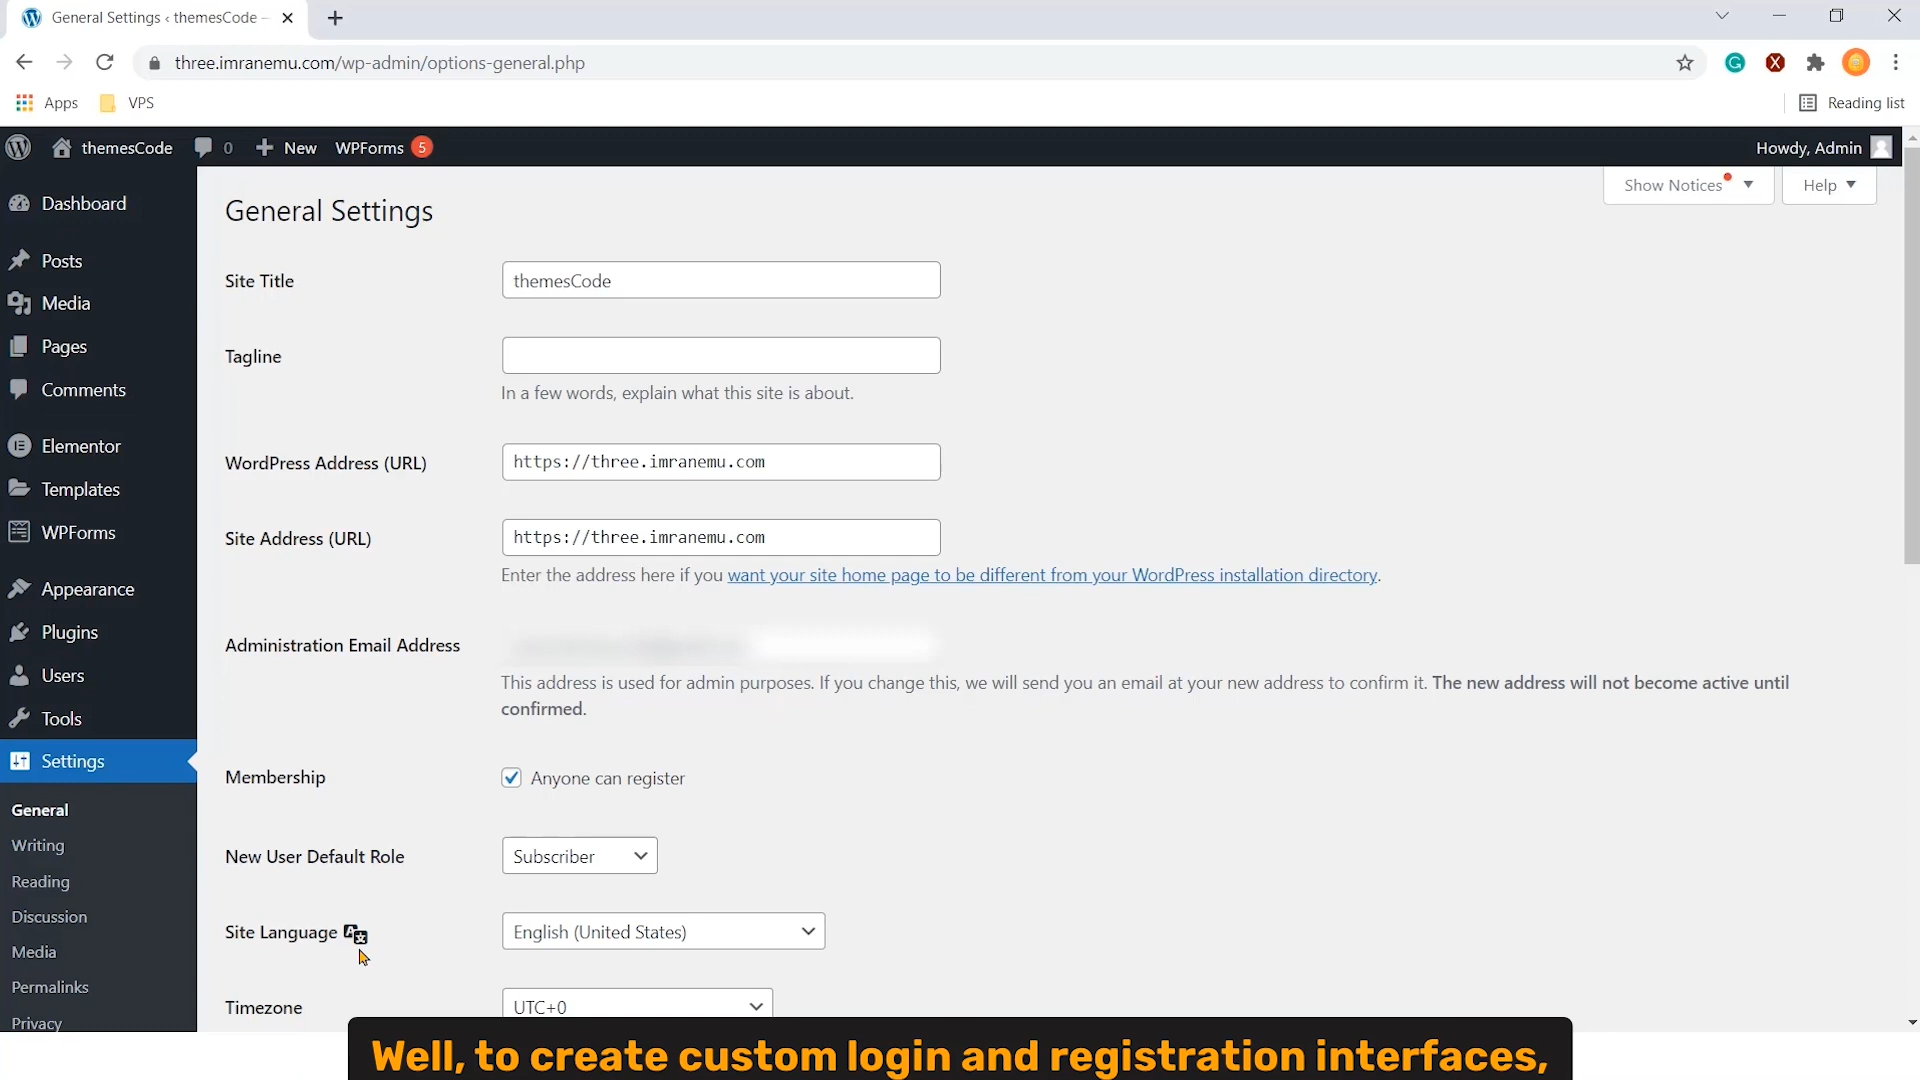 General Settings ‹ themesCode –
three.imranemu.com/wp-admin/options-general.php
Apps VPS Reading list
themesCode 0 New WPForms 5 Howdy, Admin
Show Notices Help
Dashboard
Posts
Media
Pages
Comments
Elementor
Templates
WPForms
Appearance
Plugins
Users
Tools
Settings
General
Writing
Reading
Discussion
Media
Permalinks
Privacy
General Settings
Site Title themesCode
Tagline
In a few words, explain what this site is about.
WordPress Address (URL) https://three.imranemu.com
Site Address (URL) https://three.imranemu.com
Enter the address here if you want your site home page to be different from your WordPress installation directory.
Administration Email Address
This address is used for admin purposes. If you change this, we will send you an email at your new address to confirm it. The new address will not become active until
confirmed.
Membership Anyone can register
New User Default Role Subscriber
Site Language English (United States)
Timezone UTC+0
Well, to create custom login and registration interfaces,